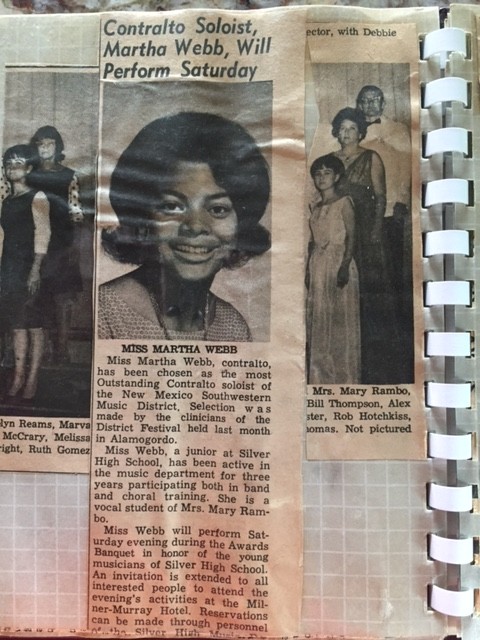 Contralto Soloist,
Martha Webb, Will
Perform Saturday
MISS MARTHA WEBB
Miss Martha Webb, contralto,
has been chosen as the most
Outstanding Contralto soloist of
the New Mexico Southwestern
Music District. Selection was
made by the clinicians of the
District Festival held last month
in Alamogordo.
Miss Webb, a junior at Silver
High School, has been active in
the music department for three
years participating both in band
and choral training. She is a
vocal student of Mrs. Mary Ram-
bo.
Miss Webb will perform Sat-
urday evening during the Awards
Banquet in honor of the young
musicians of Silver High School.
An invitation is extended to all
interested people to attend the
evening's activities at the Mil-
ner-Murray Hotel. Reservations
can be made through personnel
of the Silver High Music
lyn Reams, Marva
McCrary, Melissa
right, Ruth Gomez
ector, with Debbie
Mrs. Mary Rambo,
Bill Thompson, Alex
ster, Rob Hotchkiss,
omas. Not pictured